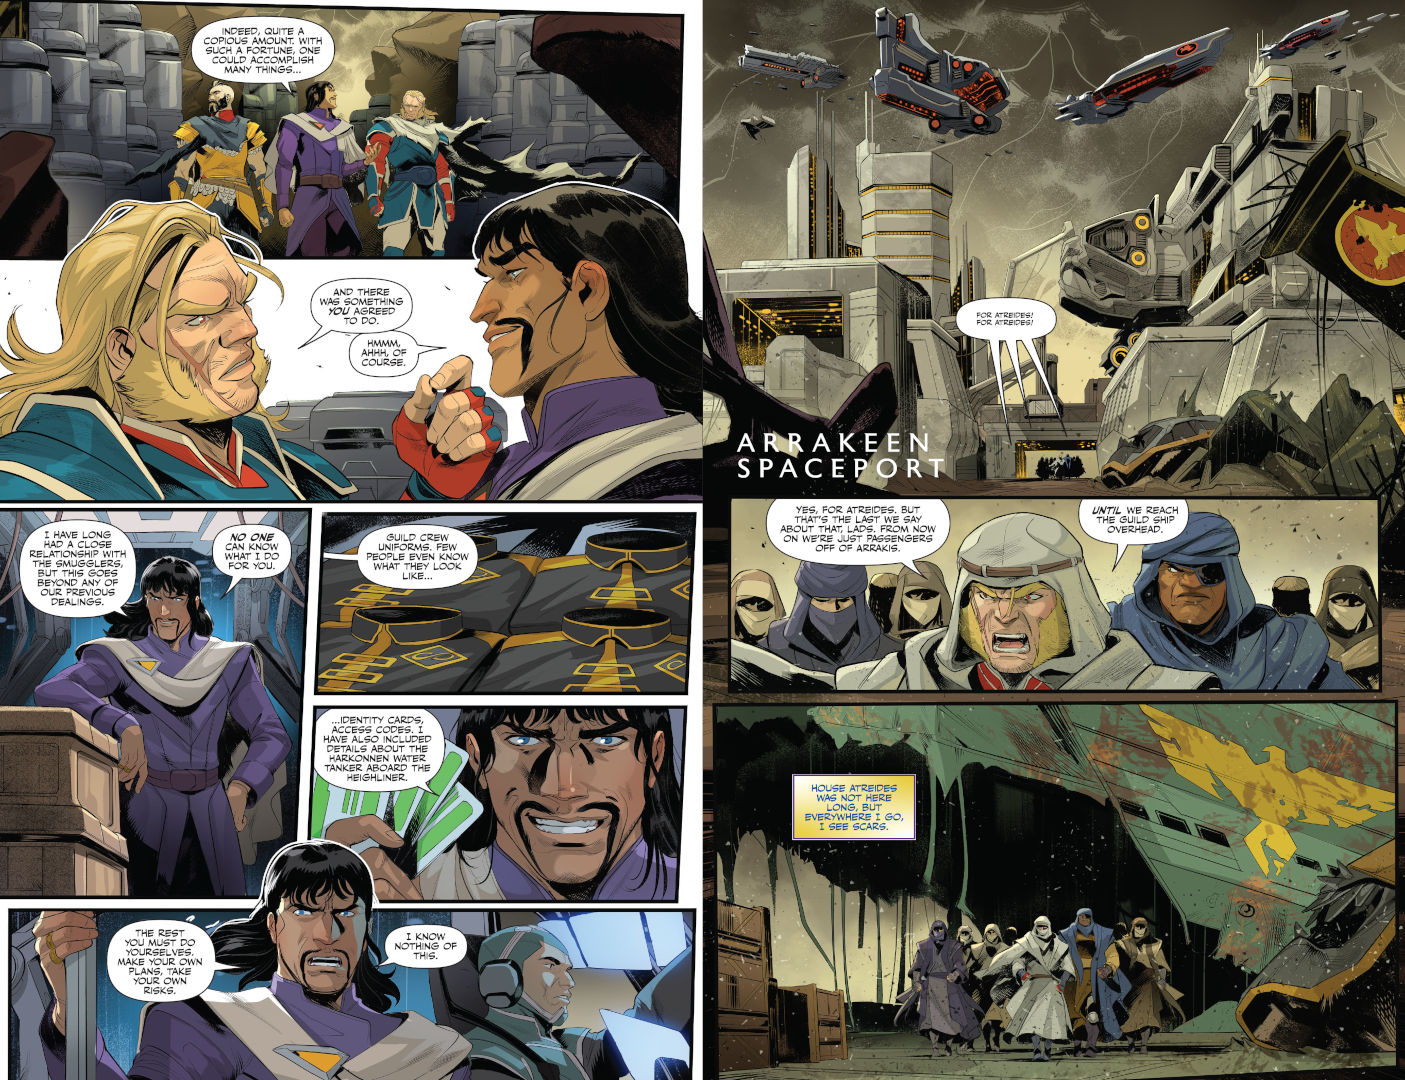 INDEED, QUITE A
COPIOUS AMOUNT. WITH
SUCH A FORTUNE, ONE
COULD ACCOMPLISH
MANY THINGS...
AND THERE
WAS SOMETHING
YOU AGREED
TO DO.
HMMM,
AHHH, OF
COURSE.
I HAVE LONG
HAD A CLOSE
RELATIONSHIP WITH
THE SMUGGLERS,
BUT THIS GOES
BEYOND ANY OF
OUR PREVIOUS
DEALINGS.
NO ONE
CAN KNOW
WHAT I DO
FOR YOU.
GUILD CREW
UNIFORMS. FEW
PEOPLE EVEN KNOW
WHAT THEY LOOK
LIKE...
...IDENTITY CARDS,
ACCESS CODES. I
HAVE ALSO INCLUDED
DETAILS ABOUT THE
HARKONNEN WATER
TANKER ABOARD THE
HEIGHLINER.
THE REST
YOU MUST DO
YOURSELVES.
MAKE YOUR OWN
PLANS, TAKE
YOUR OWN
RISKS.
I KNOW
NOTHING OF
THIS.
FOR ATREIDES!
FOR ATREIDES!
ARRAKEEN
SPACEPORT
YES, FOR ATREIDES. BUT
THAT'S THE LAST WE SAY
ABOUT THAT, LADS. FROM NOW
ON WE'RE JUST PASSENGERS
OFF OF ARRAKIS.
UNTIL WE REACH
THE GUILD SHIP
OVERHEAD.
HOUSE ATREIDES
WAS NOT HERE
LONG, BUT
EVERYWHERE I GO,
I SEE SCARS.